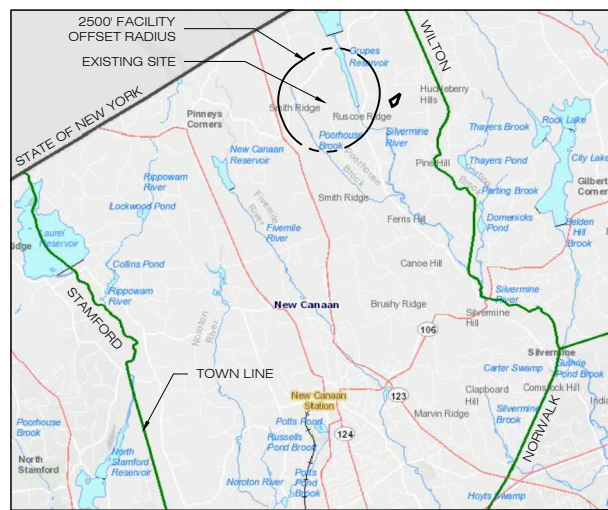 2500' FACILITY
OFFSET RADIUS
EXISTING SITE
WILTON
Grupes
Reservoir
Huckleberry
Hills
STATE OF NEW YORK
Pinneys
Corners
Smith Ridge
Ruscoe Ridge
Poorhouse
Brook
Silvermine
River
Thayers Brook
Rock Lake
New Canaan
Reservoir
Poorhouse
Brook
Pine Hill
Thayers Pond
City Lake
Rippowam
River
Lockwood Pond
Fivemile
River
Smith Ridge
Parting Brook
Gilbert
Corner
Domenicks
Pond
Belden
Hill
Brook
Laurel
Reservoir
Fivemile
River
Ferris Hill
Collins Pond
Canoe Hill
Rippowam
River
Silvermine
River
STAMFORD
Noroton
River
New Canaan
Brushy Ridge
Silvermine
Hill
106
Silvermine
TOWN LINE
Carter Swamp
Guthrie
Pond Brook
New Canaan
Station
123
Clapboard
Hill
Comstock Hill
Silvermine
Brook
Marvin Ridge
Poorhouse
Brook
Potts Pond
124
Russells
Pond Brook
North
Stamford
North
Stamford
Reservoir
Potts
Pond
Brook
Noroton River
NORWALK
Hoyts Swamp